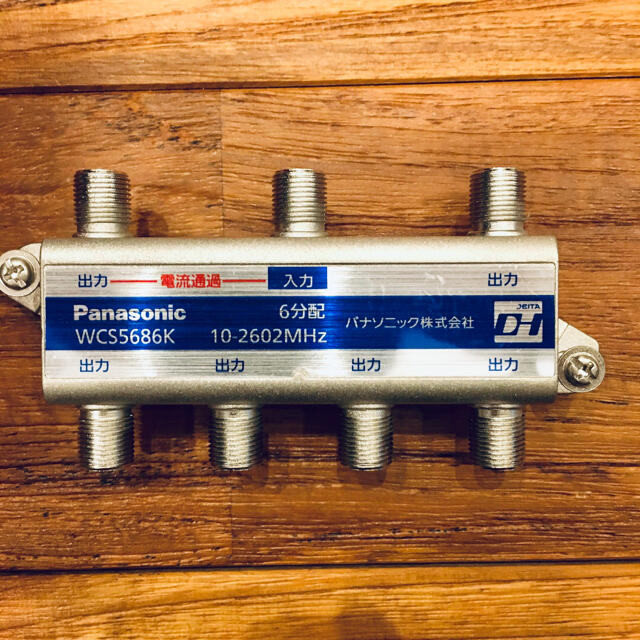 出力 電流通過 入力 出力
Panasonic 6分配
WCS5686K 10-2602MHz パナソニック株式会社
JEITA
DH
出力 出力 出力 出力